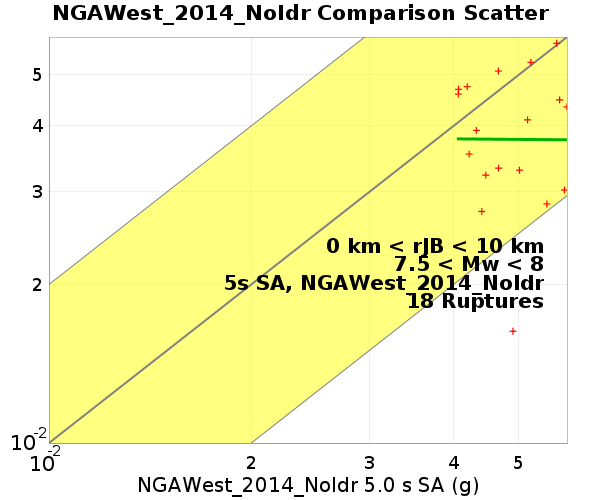 NGAWest_2014_NoIdr Comparison Scatter
5
4
3
2
10-2
0 km < rJB < 10 km
7.5 < Mw < 8
5s SA, NGAWest_2014_NoIdr
18 Ruptures
10-2 2 3 4 5
NGAWest_2014_NoIdr 5.0 s SA (g)